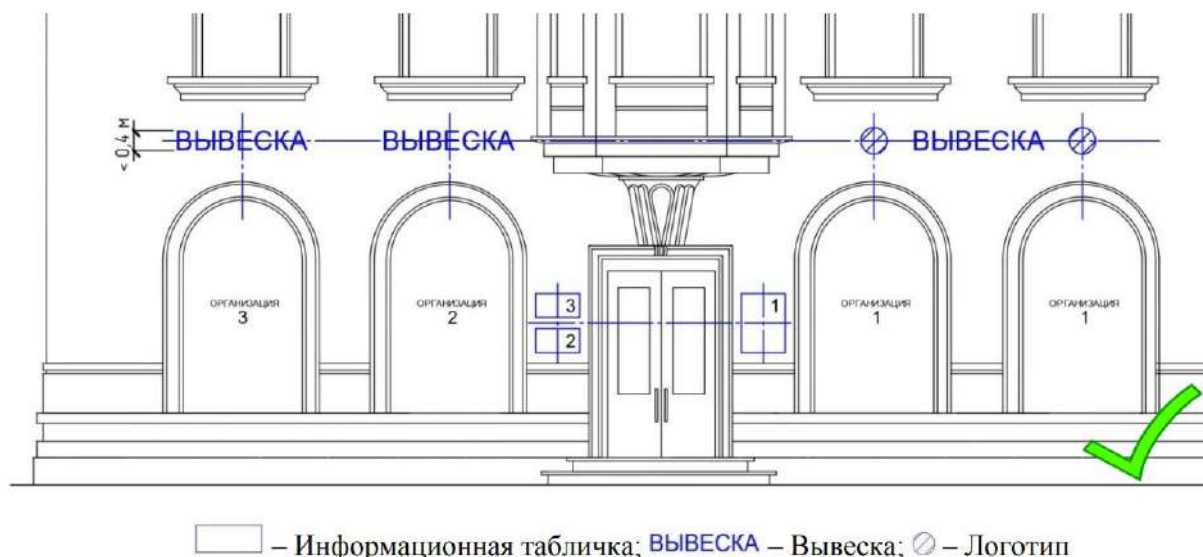 < 0,4 м
ВЫВЕСКА ВЫВЕСКА ВЫВЕСКА
ОРГАНИЗАЦИЯ
3
ОРГАНИЗАЦИЯ
2
3
2
1
ОРГАНИЗАЦИЯ
1
ОРГАНИЗАЦИЯ
1
– Информационная табличка; ВЫВЕСКА – Вывеска; – Логотип